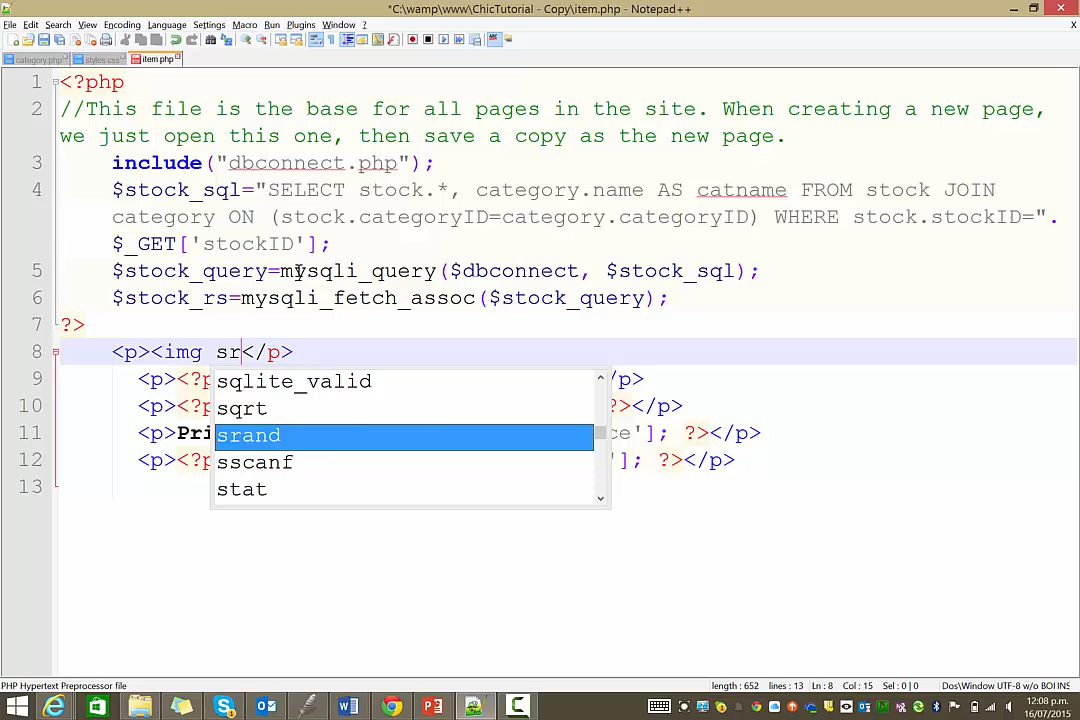 *C:\wamp\www\ChicTutorial - Copy\item.php - Notepad++
File Edit Search View Encoding Language Settings Macro Run Plugins Window ?
X
category.php styles.css item.php
1 <?php
2 //This file is the base for all pages in the site. When creating a new page,
we just open this one, then save a copy as the new page.
3 include("dbconnect.php");
4 $stock_sql="SELECT stock.*, category.name AS catname FROM stock JOIN
category ON (stock.categoryID=category.categoryID) WHERE stock.stockID=".
$_GET['stockID'];
5 $stock_query=mysqli_query($dbconnect, $stock_sql);
6 $stock_rs=mysqli_fetch_assoc($stock_query);
7 ?>
8 <p><img sr</p>
9 <p><?p /p>
10 <p><?p ?></p>
11 <p>Pri ce']; ?></p>
12 <p><?p ']; ?></p>
13
sqlite_valid
sqrt
srand
sscanf
stat
PHP Hypertext Preprocessor file length : 652 lines : 13 Ln : 8 Col : 15 Sel : 0 | 0 Dos\Window UTF-8 w/o BOI INS
12:08 p.m.
16/07/2015